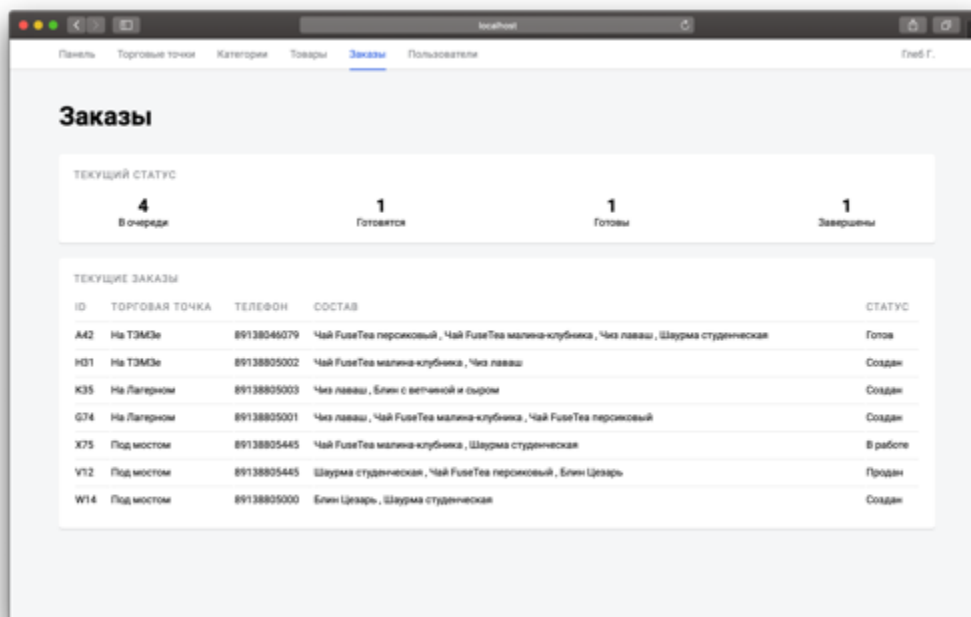 localhost
Панель Торговые точки Категории Товары Заказы Пользователи Глеб Г.
Заказы
ТЕКУЩИЙ СТАТУС
4 1 1 1
В очереди Готовятся Готовы Завершены
ТЕКУЩИЕ ЗАКАЗЫ
ID ТОРГОВАЯ ТОЧКА ТЕЛЕФОН СОСТАВ СТАТУС
A42 На ТЭМЗе 89138046079 Чай FuseTea персиковый , Чай FuseTea малина-клубника , Чиз лаваш , Шаурма студенческая Готов
H31 На ТЭМЗе 89138805002 Чай FuseTea малина-клубника , Чиз лаваш Создан
K35 На Лагерном 89138805003 Чиз лаваш , Блин с ветчиной и сыром Создан
G74 На Лагерном 89138805001 Чиз лаваш , Чай FuseTea малина-клубника , Чай FuseTea персиковый Создан
X75 Под мостом 89138805445 Чай FuseTea малина-клубника , Шаурма студенческая В работе
V12 Под мостом 89138805445 Шаурма студенческая , Чай FuseTea персиковый , Блин Цезарь Продан
W14 Под мостом 89138805000 Блин Цезарь , Шаурма студенческая Создан